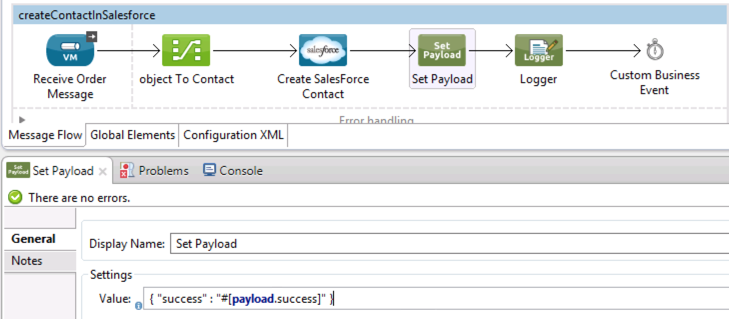 createContactInSalesforce
VM
salesforce
Set
Payload
Logger
Receive Order
Message
object To Contact
Create SalesForce
Contact
Set Payload
Logger
Custom Business
Event
Error handling
Message Flow
Global Elements
Configuration XML
Set
Payload
Set Payload
Problems
Console
There are no errors.
General
Notes
Display Name:
Set Payload
Settings
Value:
{ "success" : "#[payload.success]" }